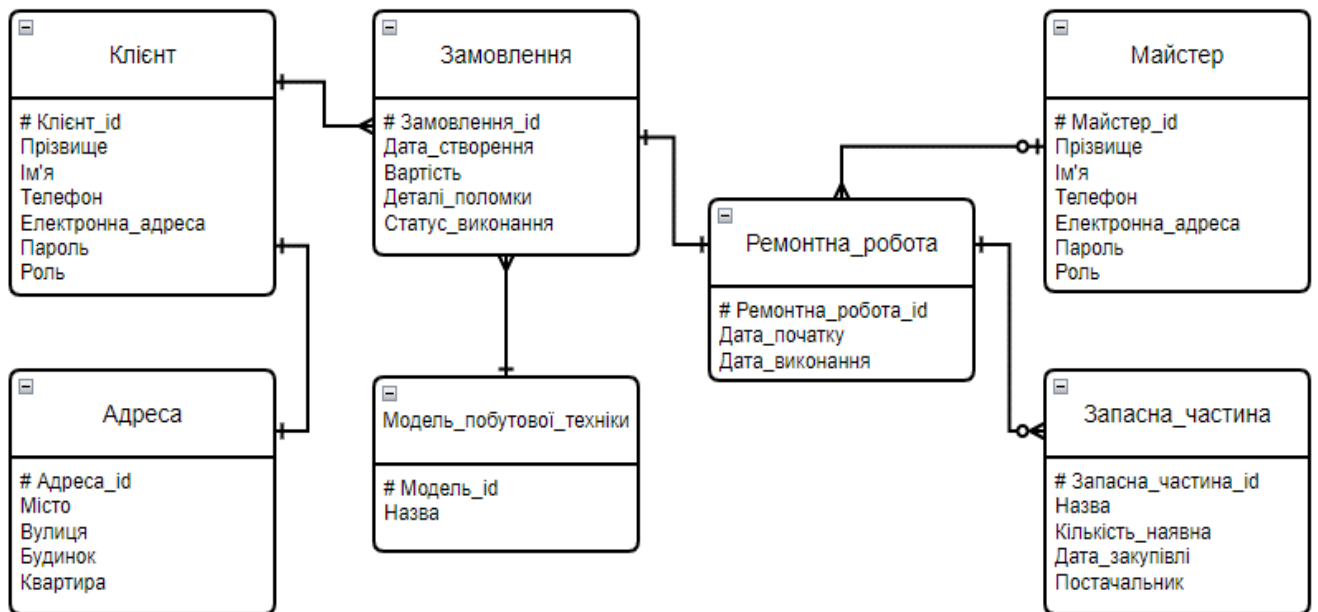 Клієнт
# Клієнт_id
Прізвище
Ім'я
Телефон
Електронна_адреса
Пароль
Роль
Замовлення
# Замовлення_id
Дата_створення
Вартість
Деталі_поломки
Статус_виконання
Майстер
# Майстер_id
Прізвище
Ім'я
Телефон
Електронна_адреса
Пароль
Роль
Ремонтна_робота
# Ремонтна_робота_id
Дата_початку
Дата_виконання
Адреса
# Адреса_id
Місто
Вулиця
Будинок
Квартира
Модель_побутової_техніки
# Модель_id
Назва
Запасна_частина
# Запасна_частина_id
Назва
Кількість_наявна
Дата_закупівлі
Постачальник